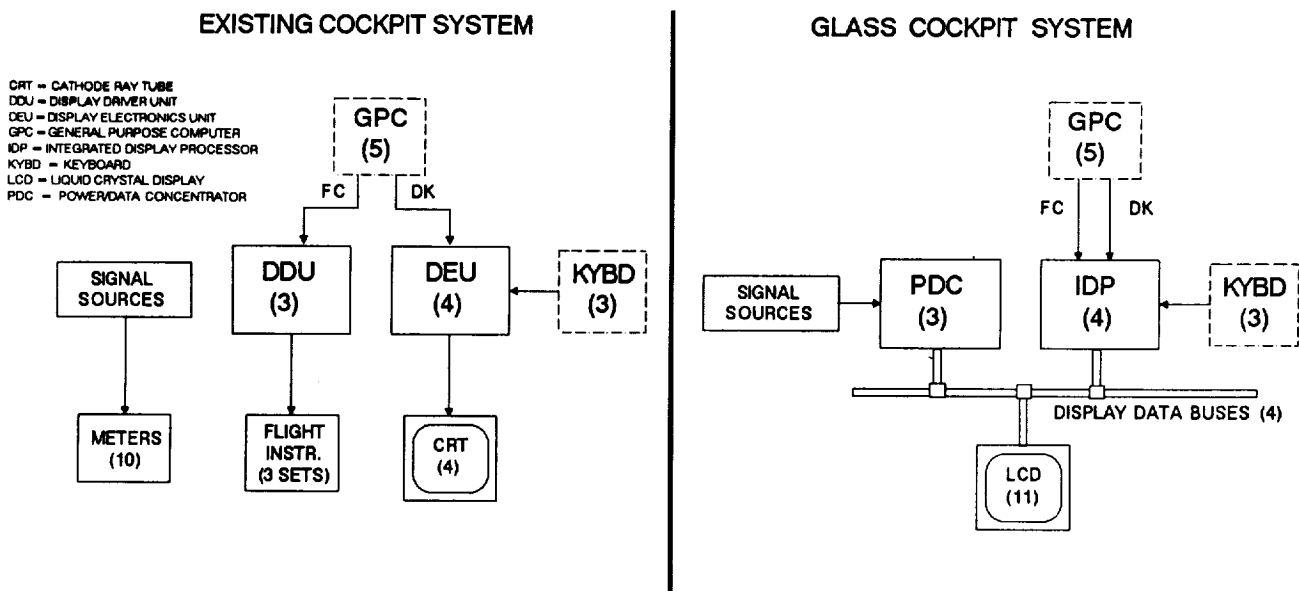 EXISTING COCKPIT SYSTEM
CRT = CATHODE RAY TUBE
DDU = DISPLAY DRIVER UNIT
DEU = DISPLAY ELECTRONICS UNIT
GPC = GENERAL PURPOSE COMPUTER
IDP = INTEGRATED DISPLAY PROCESSOR
KYBD = KEYBOARD
LCD = LIQUID CRYSTAL DISPLAY
PDC = POWER/DATA CONCENTRATOR
GPC
(5)
FC
DK
SIGNAL
SOURCES
DDU
(3)
DEU
(4)
KYBD
(3)
METERS
(10)
FLIGHT
INSTR.
(3 SETS)
CRT
(4)
GLASS COCKPIT SYSTEM
GPC
(5)
FC
DK
SIGNAL
SOURCES
PDC
(3)
IDP
(4)
KYBD
(3)
DISPLAY DATA BUSES (4)
LCD
(11)